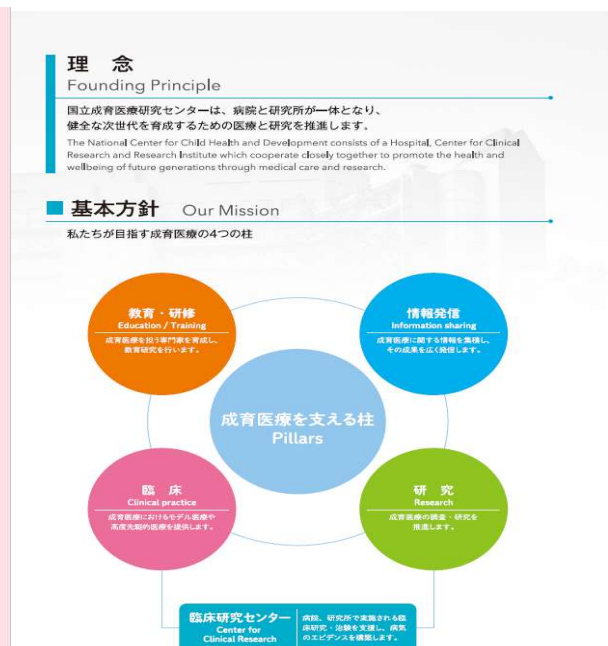 理　念
Founding Principle
国立成育医療研究センターは、病院と研究所が一体となり、
健全な次世代を育成するための医療と研究を推進します。
The National Center for Child Health and Development consists of a Hospital, Center for Clinical
Research and Research Institute which cooperate closely together to promote the health and
wellbeing of future generations through medical care and research.
基本方針　Our Mission
私たちが目指す成育医療の4つの柱
教育・研修
Education / Training
成育医療を担う専門家を育成し、
教育研究を行います。
情報発信
Information sharing
成育医療に関する情報を集積し、
その成果を広く発信します。
成育医療を支える柱
Pillars
臨　床
Clinical practice
成育医療におけるモデル医療や
高度先駆的医療を提供します。
研　究
Research
成育医療の調査・研究を
推進します。
臨床研究センター
Center for
Clinical Research
病院、研究所で実施される臨
床研究・治験を支援し、病気
のエビデンスを構築します。